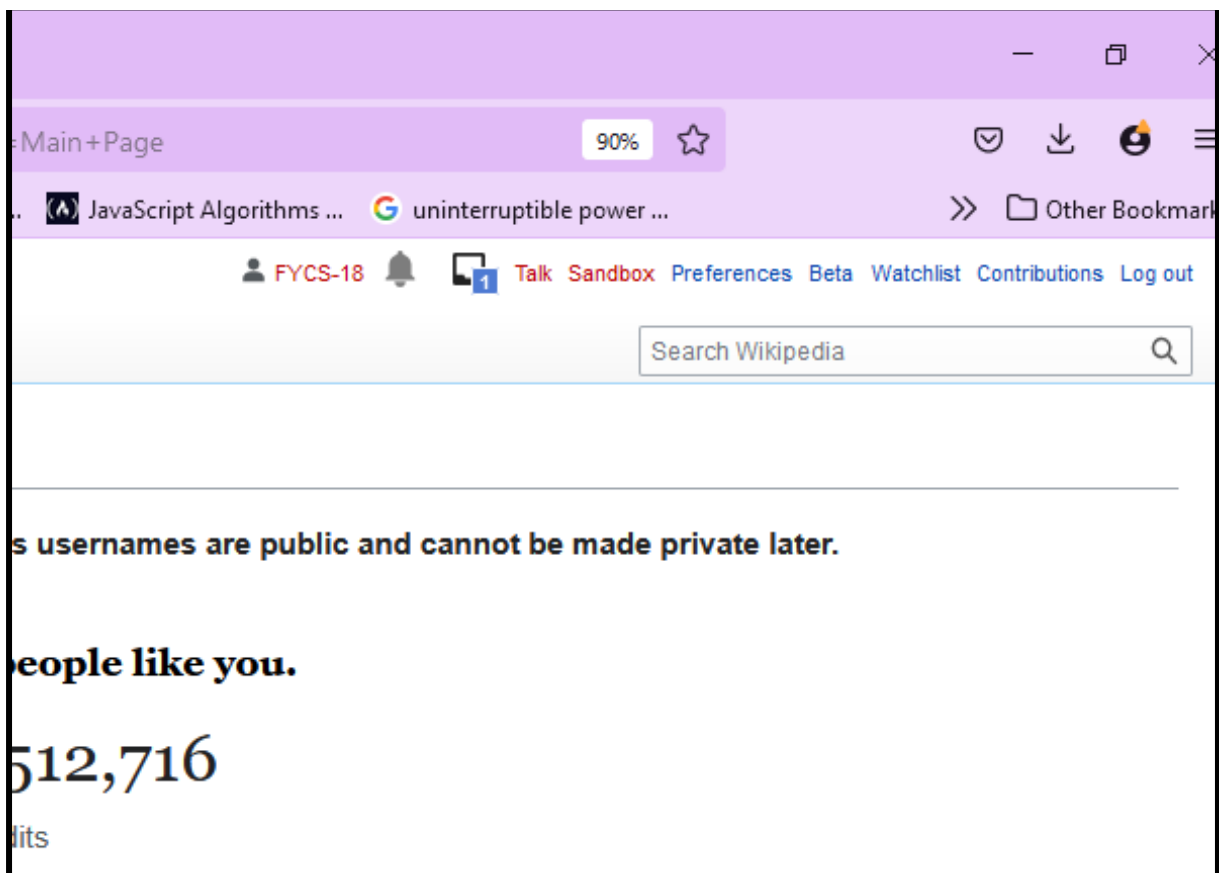 =Main+Page 90%
.. JavaScript Algorithms ... uninterruptible power ... Other Bookmark
FYCS-18 1 Talk Sandbox Preferences Beta Watchlist Contributions Log out
Search Wikipedia
s usernames are public and cannot be made private later.
people like you.
512,716
dits